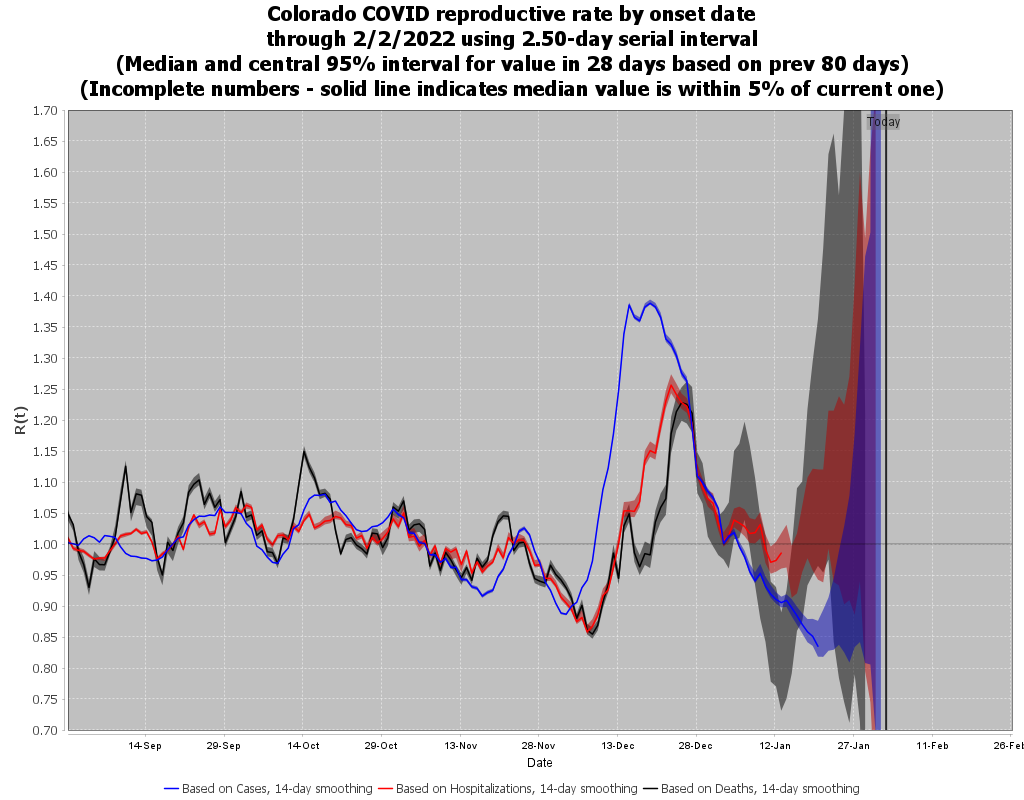 Colorado COVID reproductive rate by onset date
through 2/2/2022 using 2.50-day serial interval
(Median and central 95% interval for value in 28 days based on prev 80 days)
(Incomplete numbers - solid line indicates median value is within 5% of current one)
Today
R(t)
1.70
1.65
1.60
1.55
1.50
1.45
1.40
1.35
1.30
1.25
1.20
1.15
1.10
1.05
1.00
0.95
0.90
0.85
0.80
0.75
0.70
14-Sep 29-Sep 14-Oct 29-Oct 13-Nov 28-Nov 13-Dec 28-Dec 12-Jan 27-Jan 11-Feb 26-Feb
Date
Based on Cases, 14-day smoothing Based on Hospitalizations, 14-day smoothing Based on Deaths, 14-day smoothing